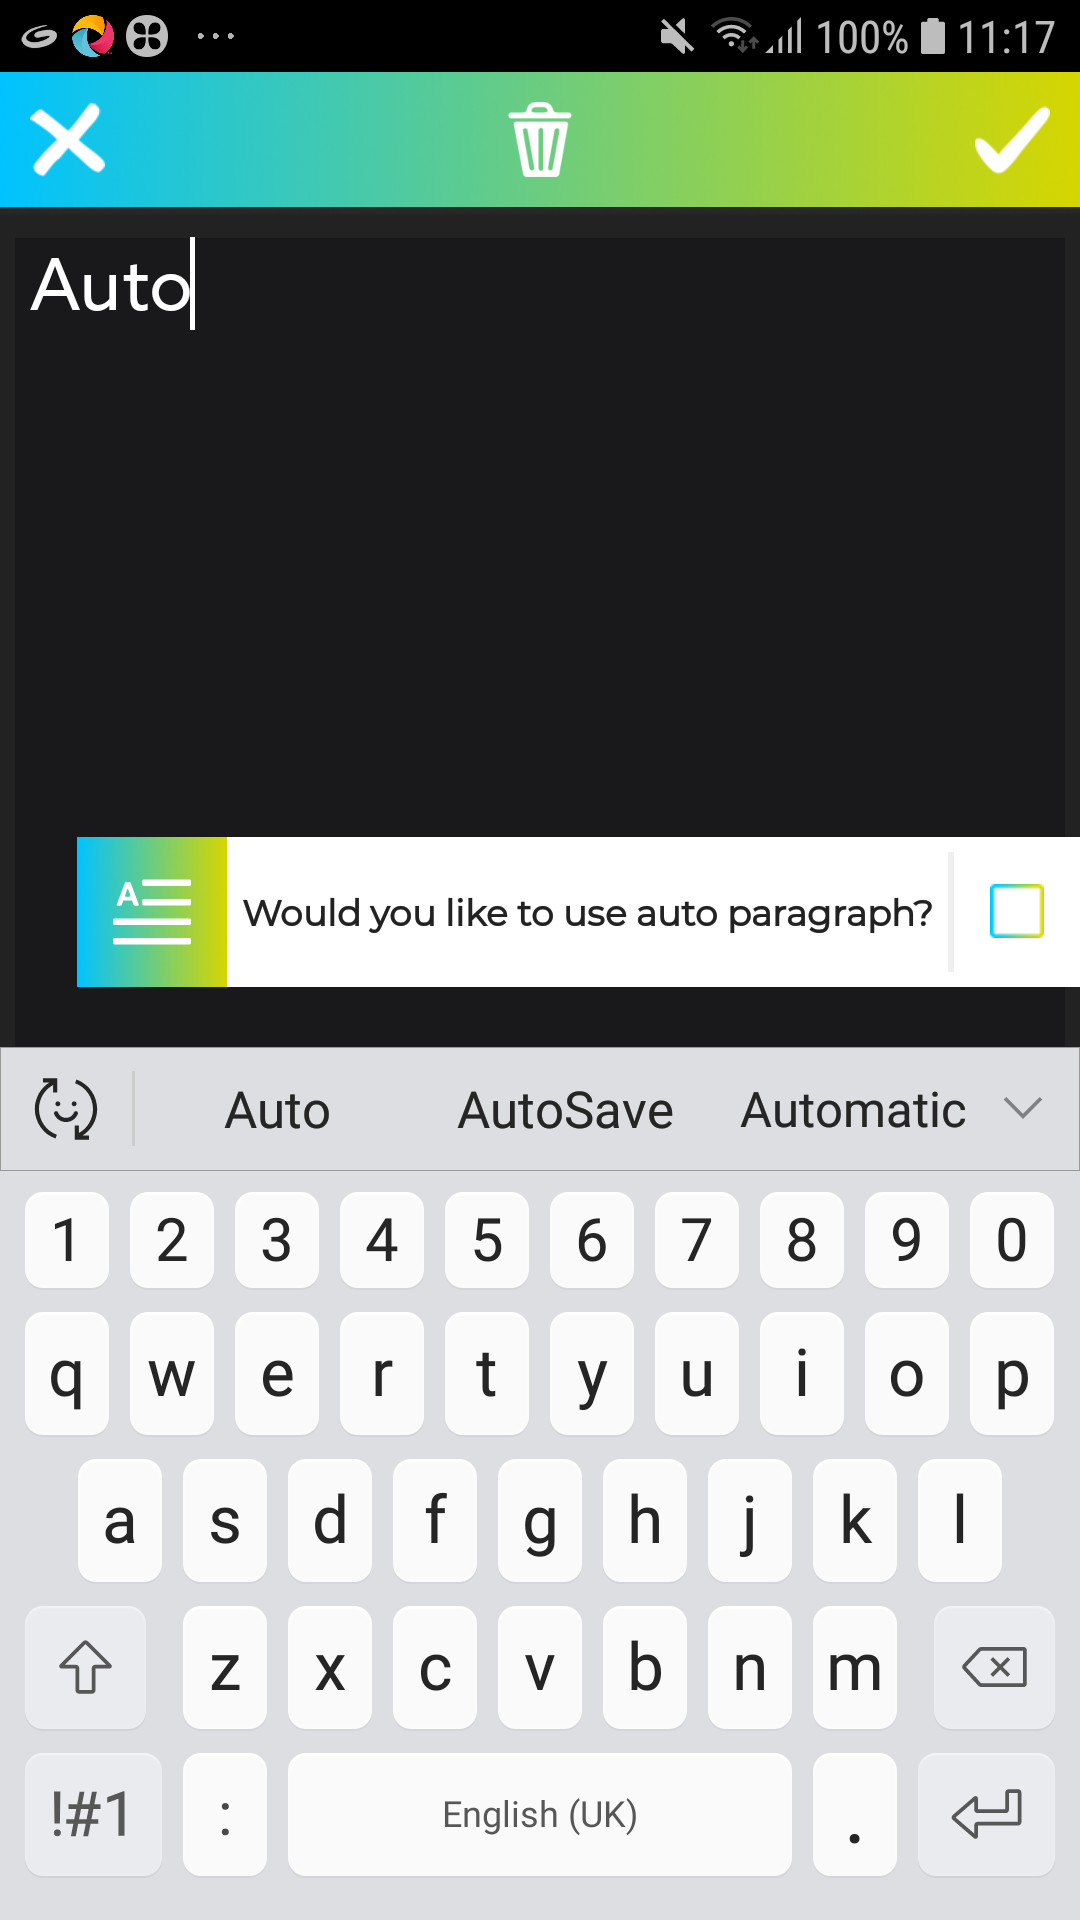 100% 11:17
Auto
A
Would you like to use auto paragraph?
Auto AutoSave Automatic
1 2 3 4 5 6 7 8 9 0
q w e r t y u i o p
a s d f g h j k l
z x c v b n m
!#1 : English (UK) .